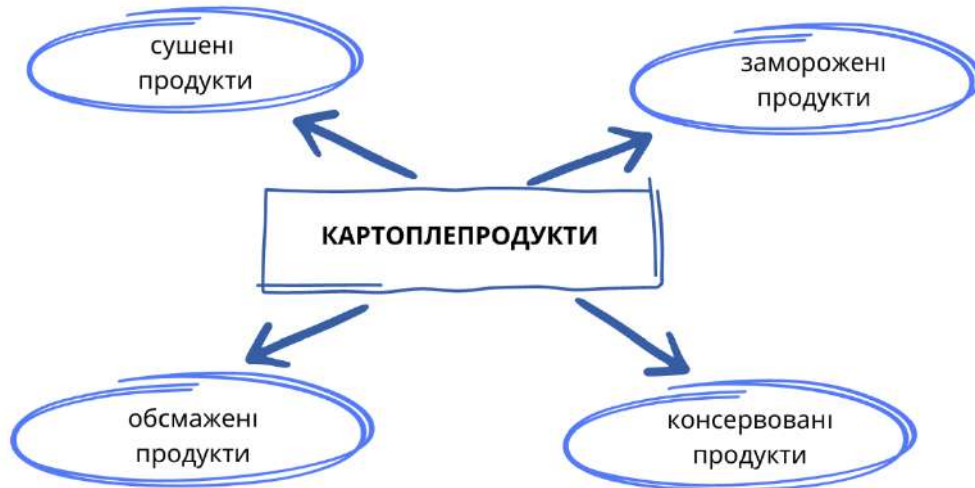 сушені
продукти
заморожені
продукти
КАРТОПЛЕПРОДУКТИ
обсмажені
продукти
консервовані
продукти